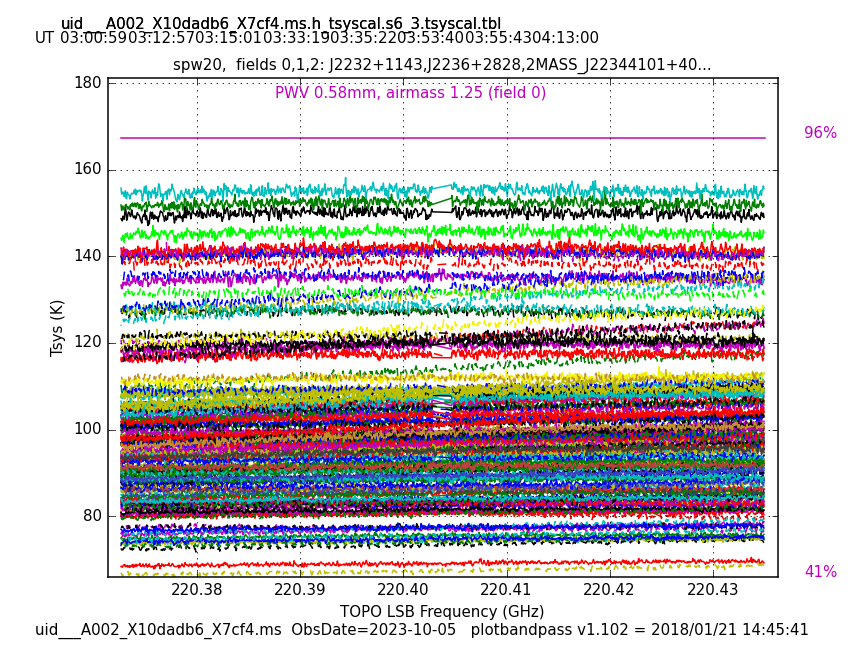 uid___A002_X10dadb6_X7cf4.ms.h_tsyscal.s6_3.tsyscal.tbl
UT 03:00:5903:12:5703:15:0103:33:1903:35:2203:53:4003:55:4304:13:00
spw20,  fields 0,1,2: J2232+1143,J2236+2828,2MASS_J22344101+40...
PWV 0.58mm, airmass 1.25 (field 0)
180
160
140
120
100
80
Tsys (K)
96%
41%
220.38 220.39 220.40 220.41 220.42 220.43
TOPO LSB Frequency (GHz)
uid___A002_X10dadb6_X7cf4.ms  ObsDate=2023-10-05   plotbandpass v1.102 = 2018/01/21 14:45:41